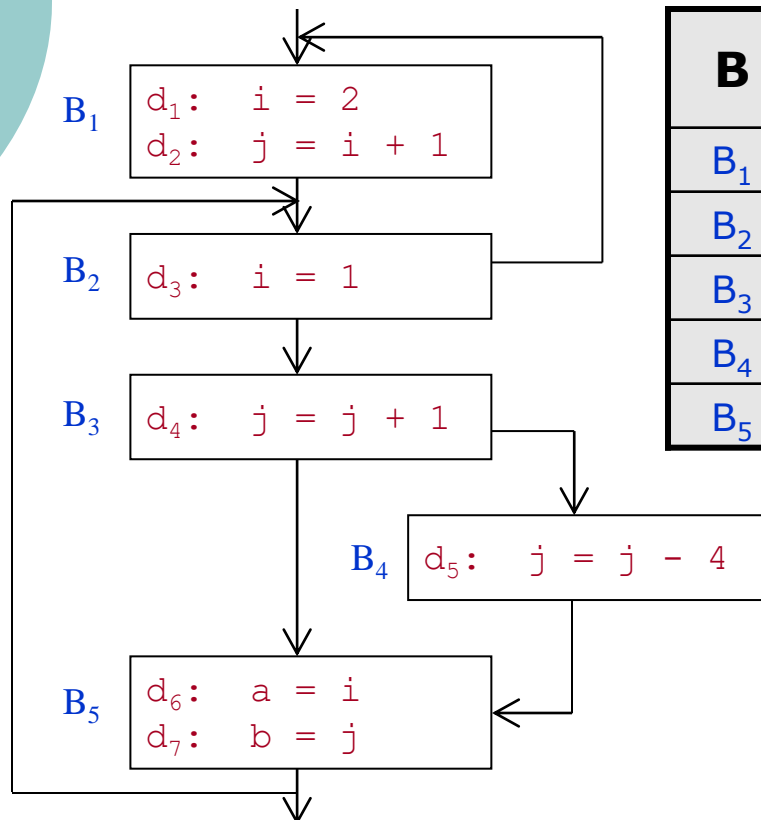 B₁
d₁: i = 2
d₂: j = i + 1
B₂
d₃: i = 1
B₃
d₄: j = j + 1
B₄
d₅: j = j - 4
B₅
d₆: a = i
d₇: b = j
B
B₁
B₂
B₃
B₄
B₅